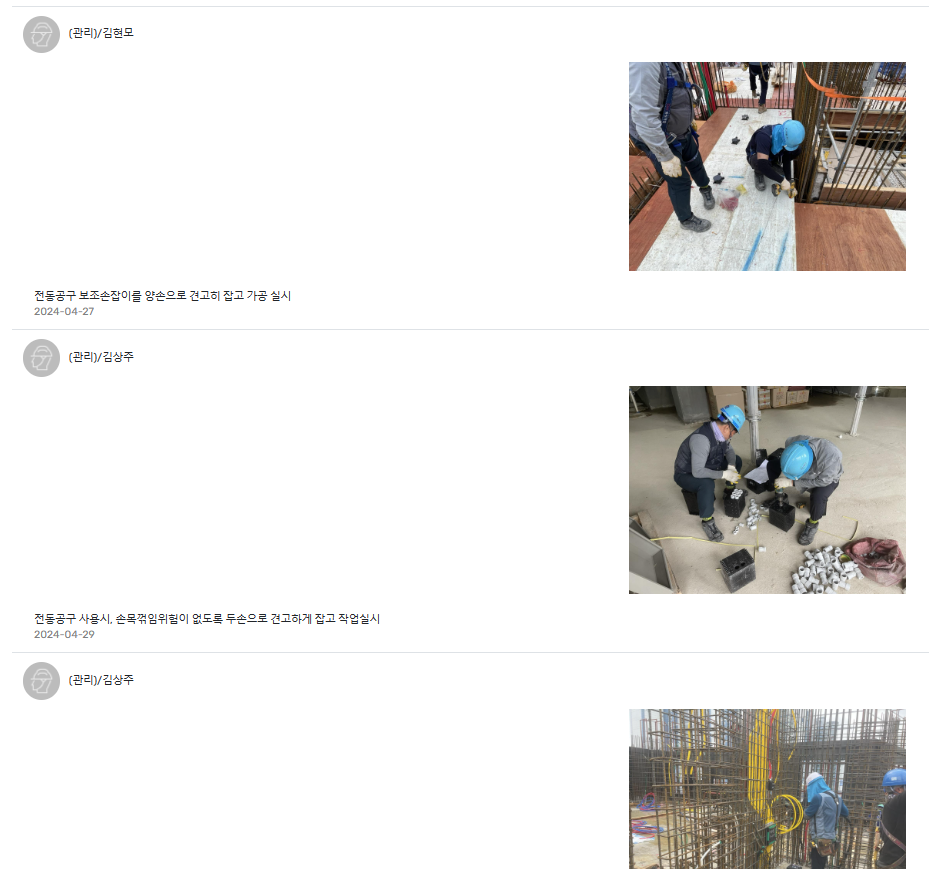 (관리)/김현모
전동공구 보조손잡이를 양손으로 견고히 잡고 가공 실시
2024-04-27
(관리)/김상주
전동공구 사용시, 손목꺾임위험이 없도록 두손으로 견고하게 잡고 작업실시
2024-04-29
(관리)/김상주